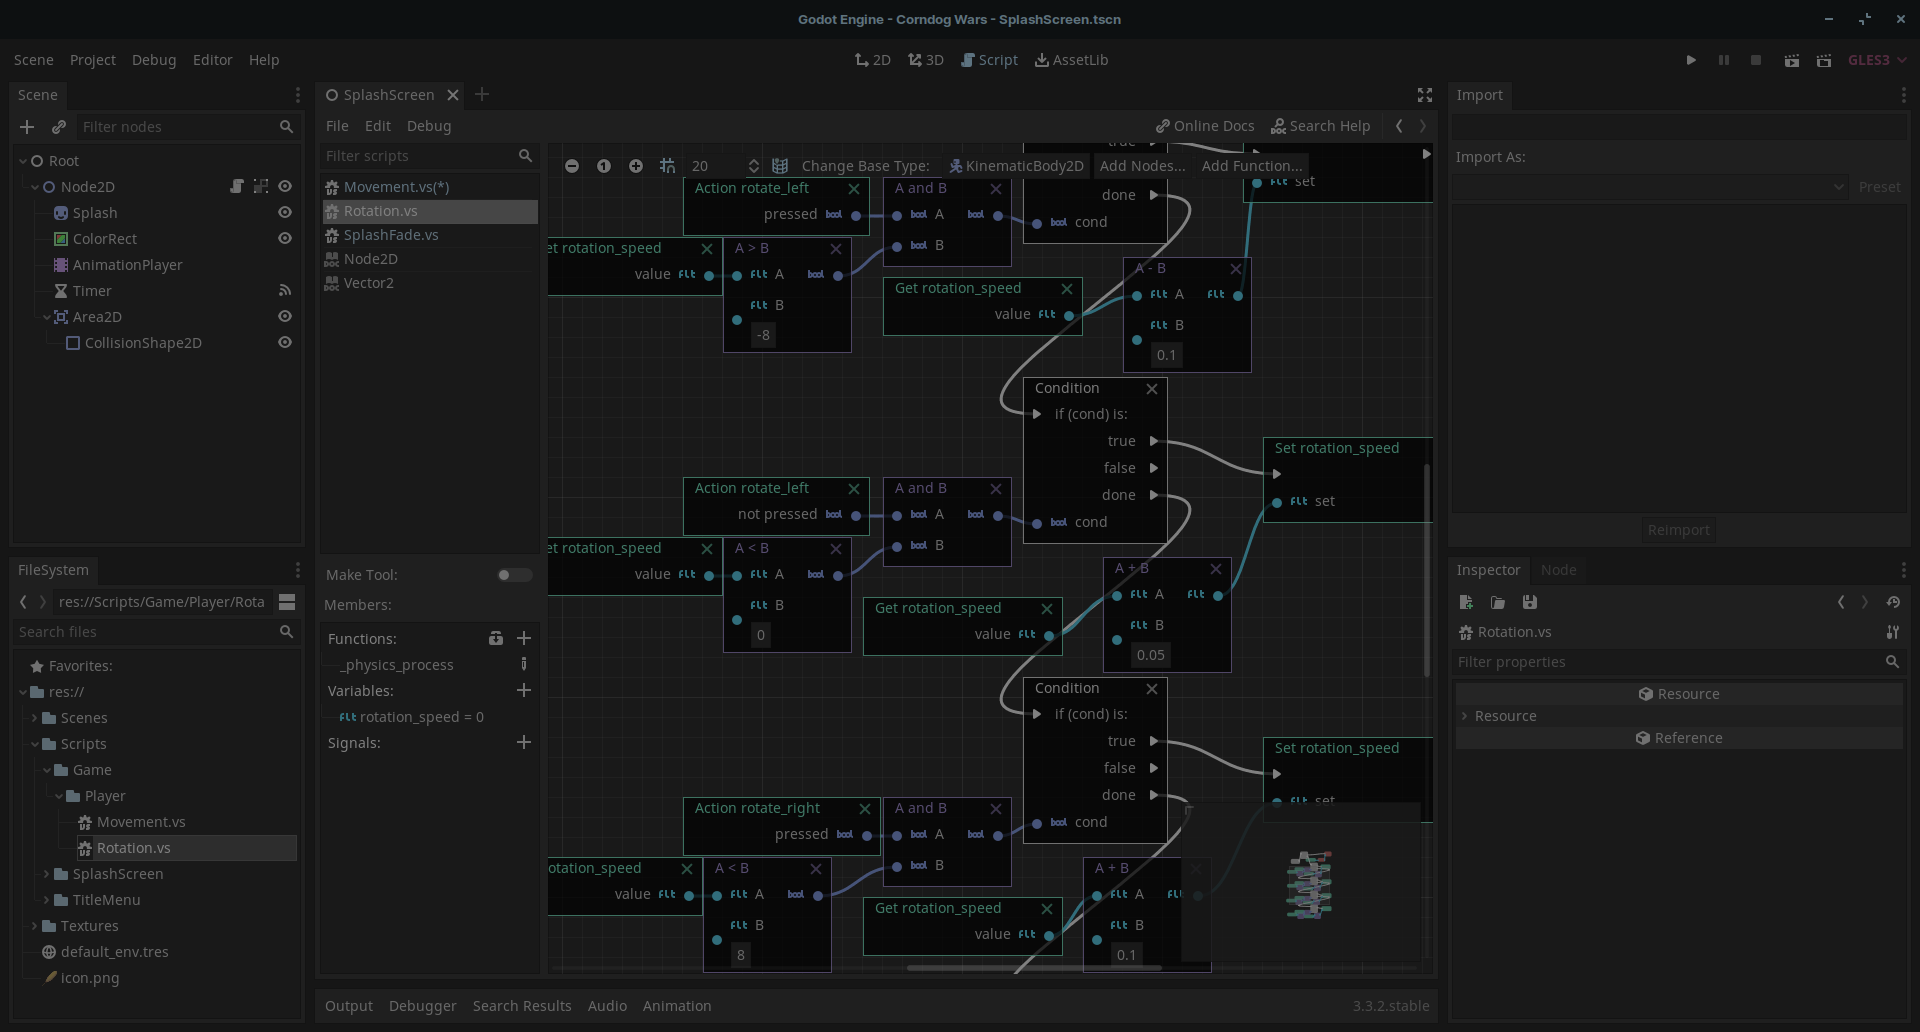 Godot Engine - Corndog Wars - SplashScreen.tscn
Scene Project Debug Editor Help
2D 3D Script AssetLib
GLES3
Scene
Filter nodes
Root
Node2D
Splash
ColorRect
AnimationPlayer
Timer
Area2D
CollisionShape2D
FileSystem
res://Scripts/Game/Player/Rota
Search files
Favorites:
res://
Scenes
Scripts
Game
Player
Movement.vs
Rotation.vs
SplashScreen
TitleMenu
Textures
default_env.tres
icon.png
SplashScreen
File Edit Debug
Online Docs Search Help
Filter scripts
Movement.vs(*)
Rotation.vs
SplashFade.vs
Node2D
Vector2
Make Tool:
Members:
Functions:
_physics_process
Variables:
flt rotation_speed = 0
Signals:
1 20 Change Base Type: KinematicBody2D Add Nodes... Add Function...
Action rotate_left
pressed bool
A and B
bool A bool
bool B
done
bool cond
flt set
et rotation_speed
value flt
A > B
flt A bool
flt B
-8
Get rotation_speed
value flt
A - B
flt A flt
flt B
0.1
Condition
if (cond) is:
true
false
done
bool cond
Set rotation_speed
flt set
Action rotate_left
not pressed bool
A and B
bool A bool
bool B
et rotation_speed
value flt
A < B
flt A bool
flt B
0
Get rotation_speed
value flt
A + B
flt A flt
flt B
0.05
Condition
if (cond) is:
true
false
done
bool cond
Set rotation_speed
flt set
Action rotate_right
pressed bool
A and B
bool A bool
bool B
otation_speed
value flt
A < B
flt A bool
flt B
8
Get rotation_speed
value flt
A + B
flt A flt
flt B
0.1
Output Debugger Search Results Audio Animation
3.3.2.stable
Import
Import As:
Preset
Reimport
Inspector Node
Rotation.vs
Filter properties
Resource
Resource
Reference